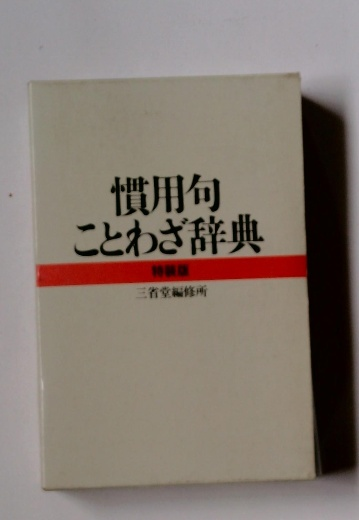 慣用句
ことわざ辞典
特装版
三省堂編修所